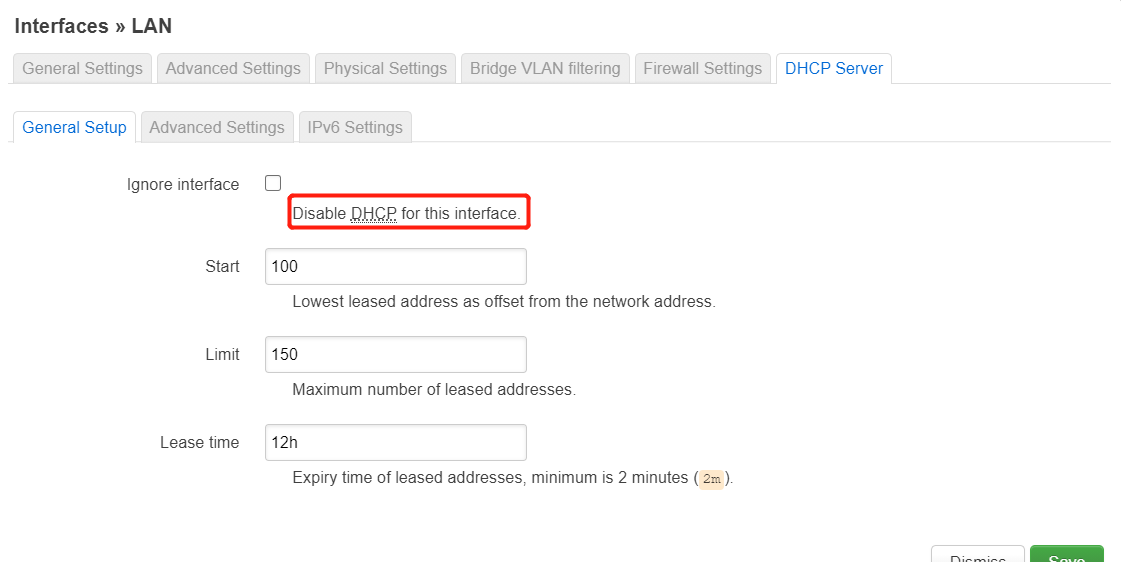 Interfaces » LAN
General Settings Advanced Settings Physical Settings Bridge VLAN filtering Firewall Settings DHCP Server
General Setup Advanced Settings IPv6 Settings
Ignore interface
Disable DHCP for this interface.
Start 100
Lowest leased address as offset from the network address.
Limit 150
Maximum number of leased addresses.
Lease time 12h
Expiry time of leased addresses, minimum is 2 minutes (2m).
Dismiss Save